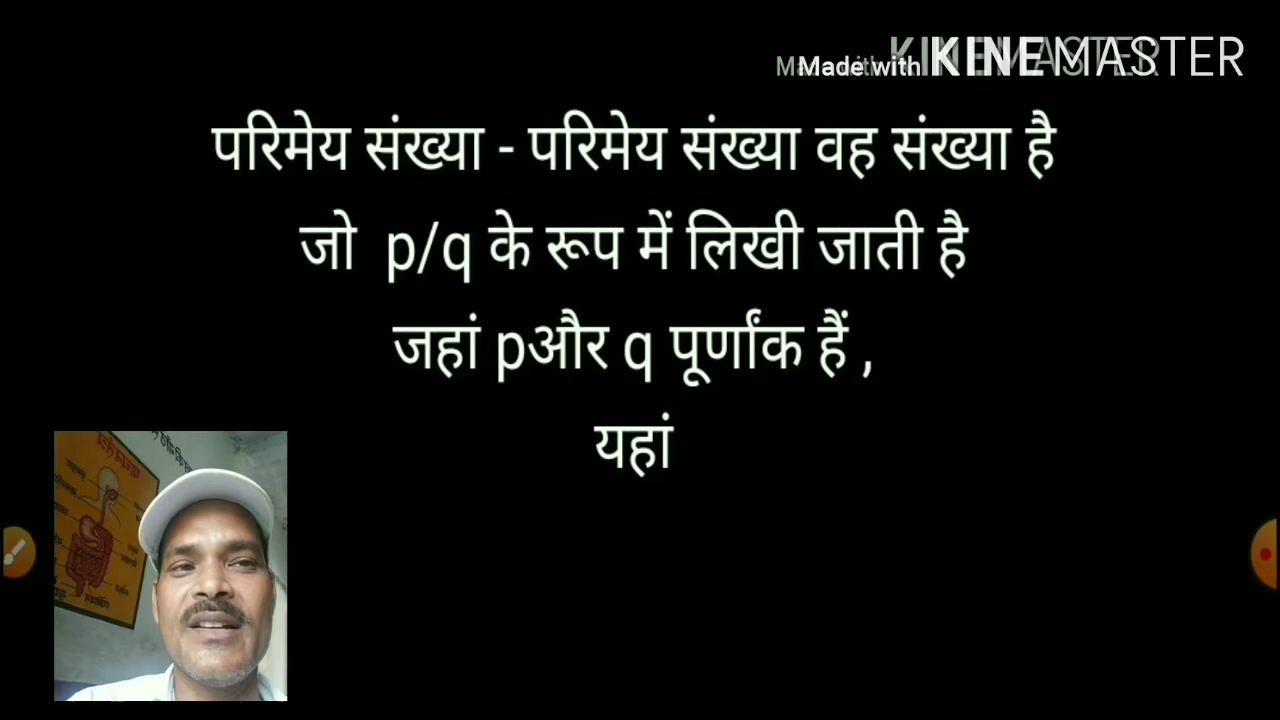 Made with KINEMASTER
परिमेय संख्या - परिमेय संख्या वह संख्या है
जो p/q के रूप में लिखी जाती है
जहां pऔर q पूर्णांक हैं ,
यहां